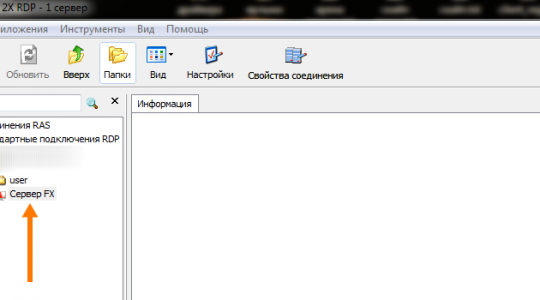 2X RDP - 1 сервер
иложения Инструменты Вид Помощь
Обновить Вверх Папки Вид Настройки Свойства соединения
Информация
инения RAS
дартные подключения RDP
user
Сервер FX